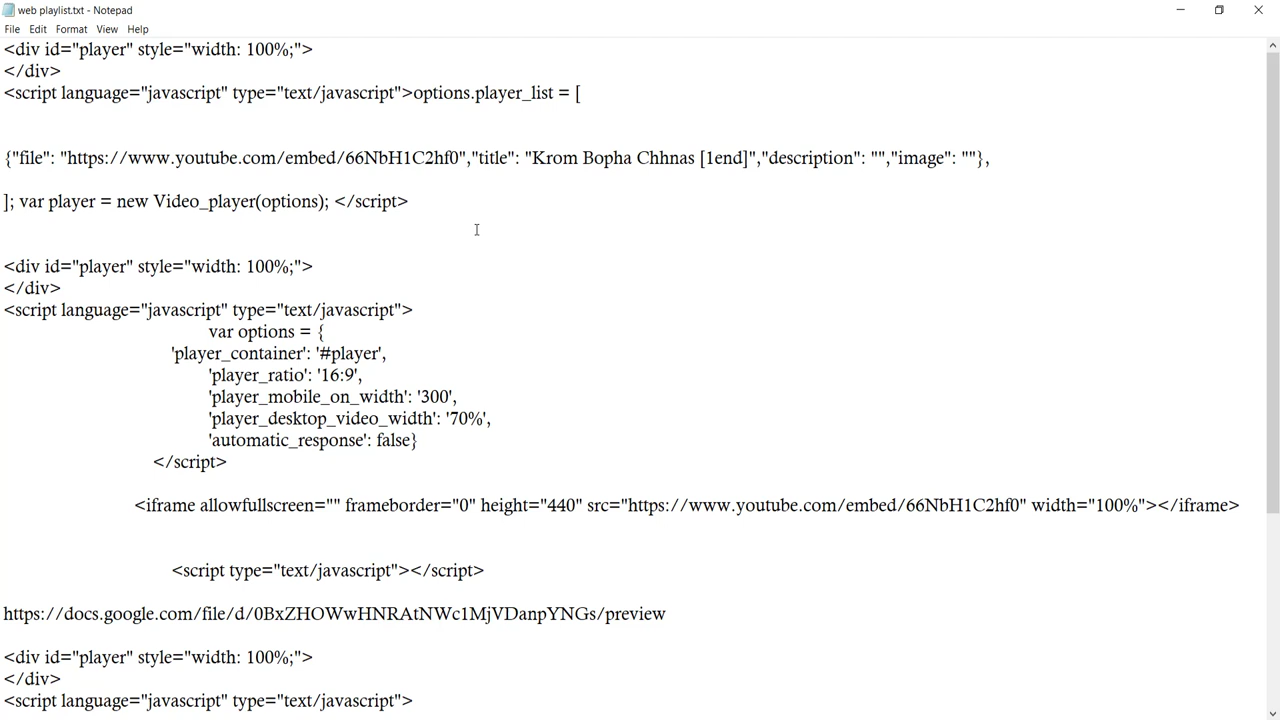 web playlist.txt - Notepad
File Edit Format View Help
<div id="player" style="width: 100%;">
</div>
<script language="javascript" type="text/javascript">options.player_list = [
{"file": "https://www.youtube.com/embed/66NbH1C2hf0","title": "Krom Bopha Chhnas [1end]","description": "","image": ""},
]; var player = new Video_player(options); </script>
<div id="player" style="width: 100%;">
</div>
<script language="javascript" type="text/javascript">
var options = {
'player_container': '#player',
'player_ratio': '16:9',
'player_mobile_on_width': '300',
'player_desktop_video_width': '70%',
'automatic_response': false}
</script>
<iframe allowfullscreen="" frameborder="0" height="440" src="https://www.youtube.com/embed/66NbH1C2hf0" width="100%"></iframe>
<script type="text/javascript"></script>
https://docs.google.com/file/d/0BxZHOWwHNRAtNWc1MjVDanpYNGs/preview
<div id="player" style="width: 100%;">
</div>
<script language="javascript" type="text/javascript">